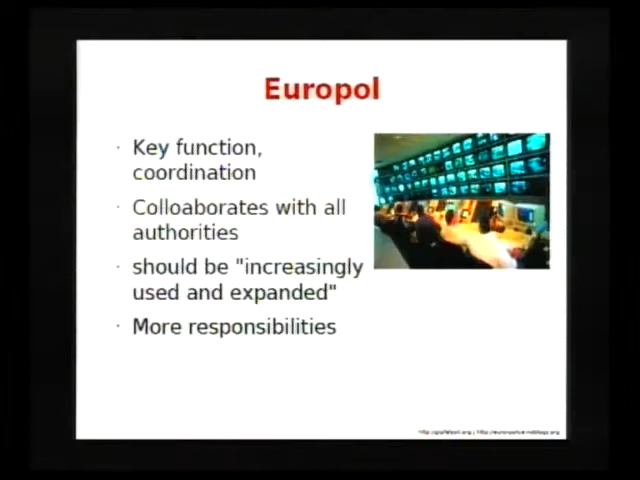 Europol
· Key function,
coordination
· Colloaborates with all
authorities
· should be "increasingly
used and expanded"
· More responsibilities